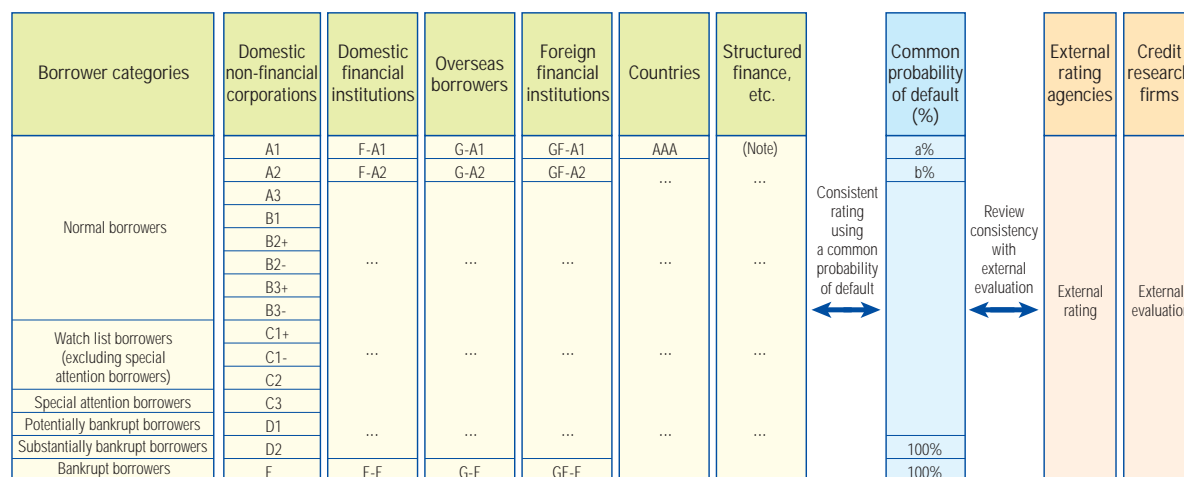 Borrower categories
Domestic
non-financial
corporations
Domestic
financial
institutions
Overseas
borrowers
Foreign
financial
institutions
Countries
Structured
finance,
etc.
Common
probability
of default
(%)
External
rating
agencies
Credit
research
firms
Normal borrowers
Watch list borrowers
(excluding special
attention borrowers)
Special attention borrowers
Potentially bankrupt borrowers
Substantially bankrupt borrowers
Bankrupt borrowers
A1
A2
A3
B1
B2+
B2-
B3+
B3-
C1+
C1-
C2
C3
D1
D2
F-A1
F-A2
...
...
...
G-A1
G-A2
...
...
...
GF-A1
GF-A2
...
...
...
AAA
...
...
...
...
(Note)
...
...
...
...
Consistent
rating
using
a common
probability
of default
a%
b%
100%
100%
Review
consistency
with
external
evaluation
External
rating
External
evaluation